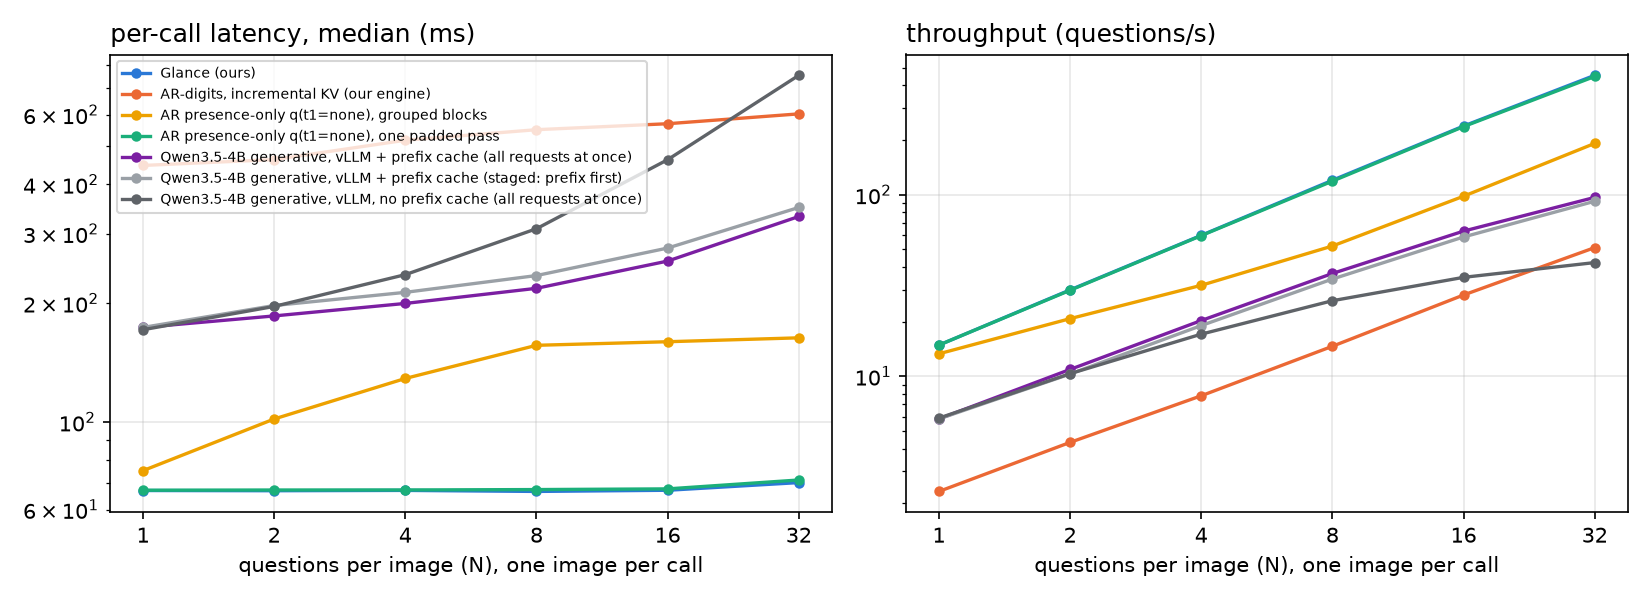 per-call latency, median (ms)
Glance (ours)
AR-digits, incremental KV (our engine)
AR presence-only q(t1=none), grouped blocks
AR presence-only q(t1=none), one padded pass
Qwen3.5-4B generative, vLLM + prefix cache (all requests at once)
Qwen3.5-4B generative, vLLM + prefix cache (staged: prefix first)
Qwen3.5-4B generative, vLLM, no prefix cache (all requests at once)
6 × 10²
4 × 10²
3 × 10²
2 × 10²
10²
6 × 10¹
1 2 4 8 16 32
questions per image (N), one image per call
throughput (questions/s)
10²
10¹
1 2 4 8 16 32
questions per image (N), one image per call